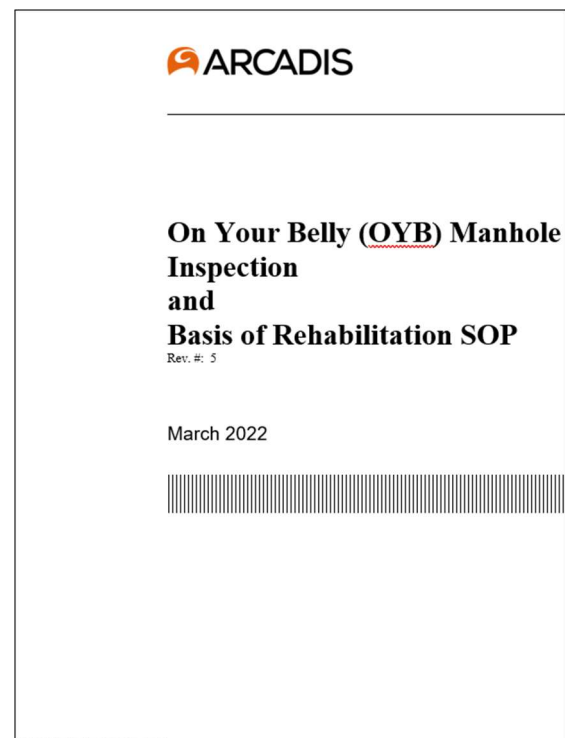 ARCADIS
On Your Belly (OYB) Manhole
Inspection
and
Basis of Rehabilitation SOP
Rev. #: 5
March 2022